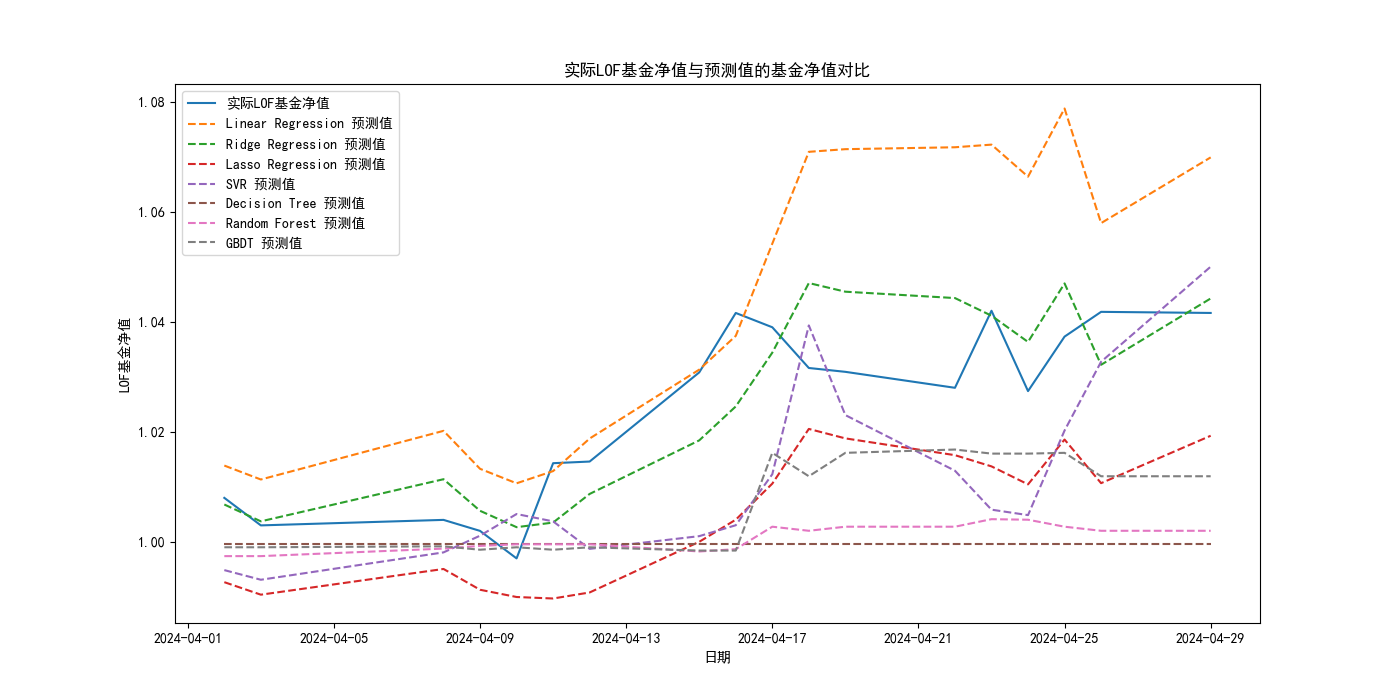 实际LOF基金净值与预测值的基金净值对比
实际LOF基金净值
Linear Regression 预测值
Ridge Regression 预测值
Lasso Regression 预测值
SVR 预测值
Decision Tree 预测值
Random Forest 预测值
GBDT 预测值
1.08
1.06
1.04
1.02
1.00
LOF基金净值
2024-04-01 2024-04-05 2024-04-09 2024-04-13 2024-04-17 2024-04-21 2024-04-25 2024-04-29
日期